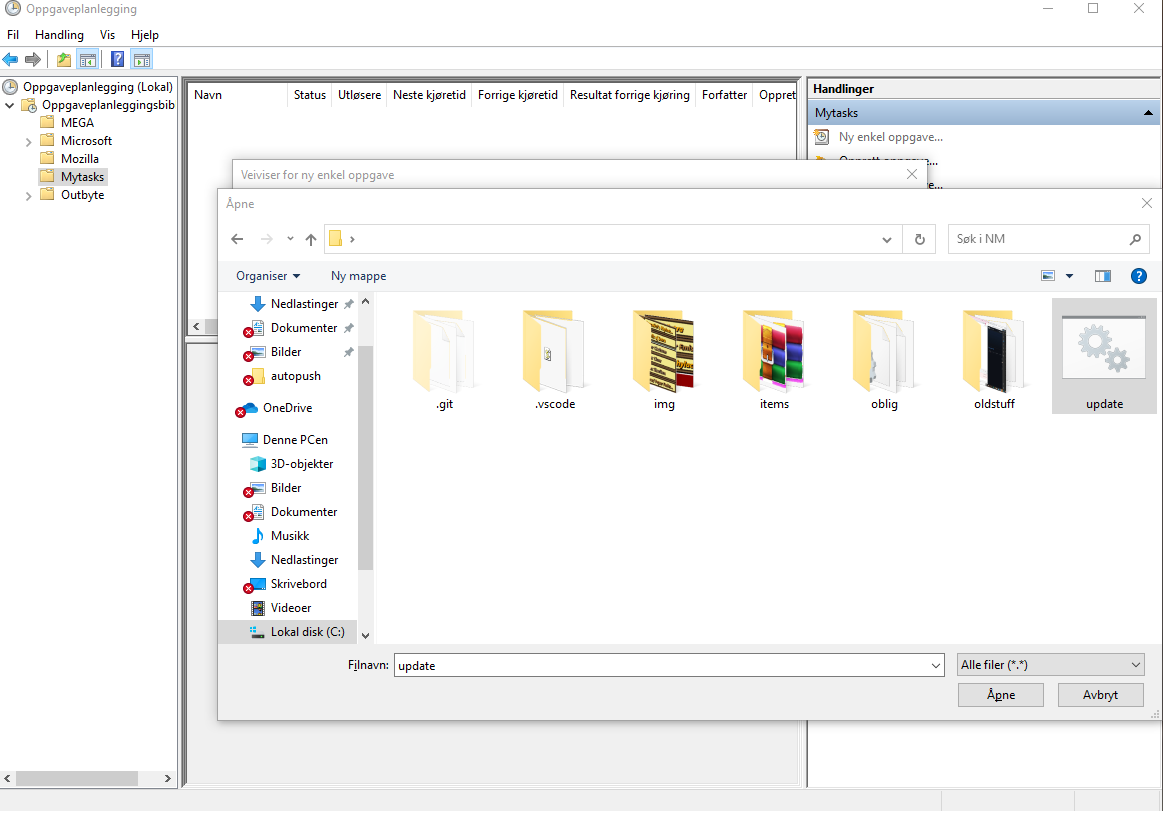 Oppgaveplanlegging
Fil Handling Vis Hjelp
Oppgaveplanlegging (Lokal)
Oppgaveplanleggingsbib
MEGA
Microsoft
Mozilla
Mytasks
Outbyte
Navn Status Utløsere Neste kjøretid Forrige kjøretid Resultat forrige kjøring Forfatter Oppret
Handlinger
Mytasks
Ny enkel oppgave...
Veiviser for ny enkel oppgave
Åpne
Søk i NM
Organiser Ny mappe
Nedlastinger
Dokumenter
Bilder
autopush
OneDrive
Denne PCen
3D-objekter
Bilder
Dokumenter
Musikk
Nedlastinger
Skrivebord
Videoer
Lokal disk (C:)
.git .vscode img items oblig oldstuff update
Filnavn: update Alle filer (*.*)
Åpne Avbryt